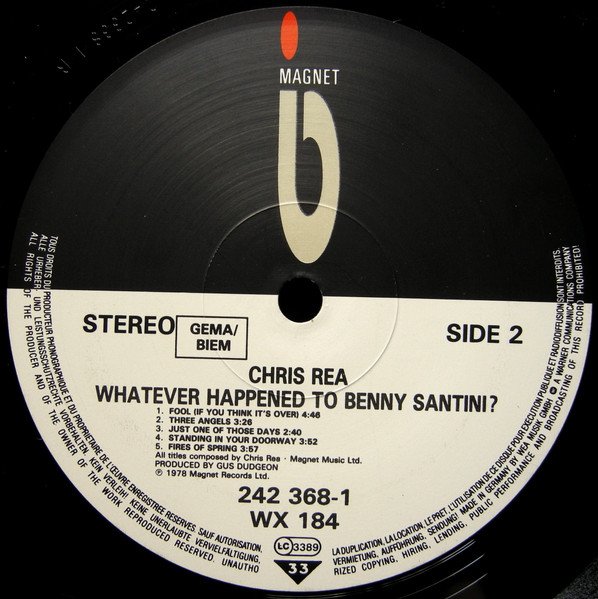 MAGNET
STEREO
GEMA/
BIEM
SIDE 2
CHRIS REA
WHATEVER HAPPENED TO BENNY SANTINI?
1. FOOL (IF YOU THINK IT'S OVER) 4:46
2. THREE ANGELS 3:26
3. JUST ONE OF THOSE DAYS 2:40
4. STANDING IN YOUR DOORWAY 3:52
5. FIRES OF SPRING 3:57
All titles composed by Chris Rea · Magnet Music Ltd.
PRODUCED BY GUS DUDGEON
℗ 1978 Magnet Records Ltd.
242 368-1
WX 184
LC 3389
33
TOUS DROITS DU PRODUCTEUR PHONOGRAPHIQUE ET DU PROPRIETAIRE DE L'ŒUVRE ENREGISTREE RESERVES. SAUF AUTORISATION, LA DUPLICATION, LA LOCATION, LE PRET, L'UTILISATION DE CE DISQUE POUR EXECUTION PUBLIQUE ET RADIODIFFUSION SONT INTERDITS.
ALLE URHEBER- UND LEISTUNGSSCHUTZRECHTE VORBEHALTEN. KEIN VERLEIH! KEINE UNERLAUBTE VERVIELFÄLTIGUNG, VERMIETUNG, AUFFÜHRUNG, SENDUNG! MADE IN GERMANY BY WEA MUSIK GMBH A WARNER COMMUNICATIONS COMPANY
ALL RIGHTS OF THE PRODUCER AND OF THE OWNER OF THE WORK REPRODUCED RESERVED. UNAUTHORIZED COPYING, HIRING, LENDING, PUBLIC PERFORMANCE AND BROADCASTING OF THIS RECORD PROHIBITED!